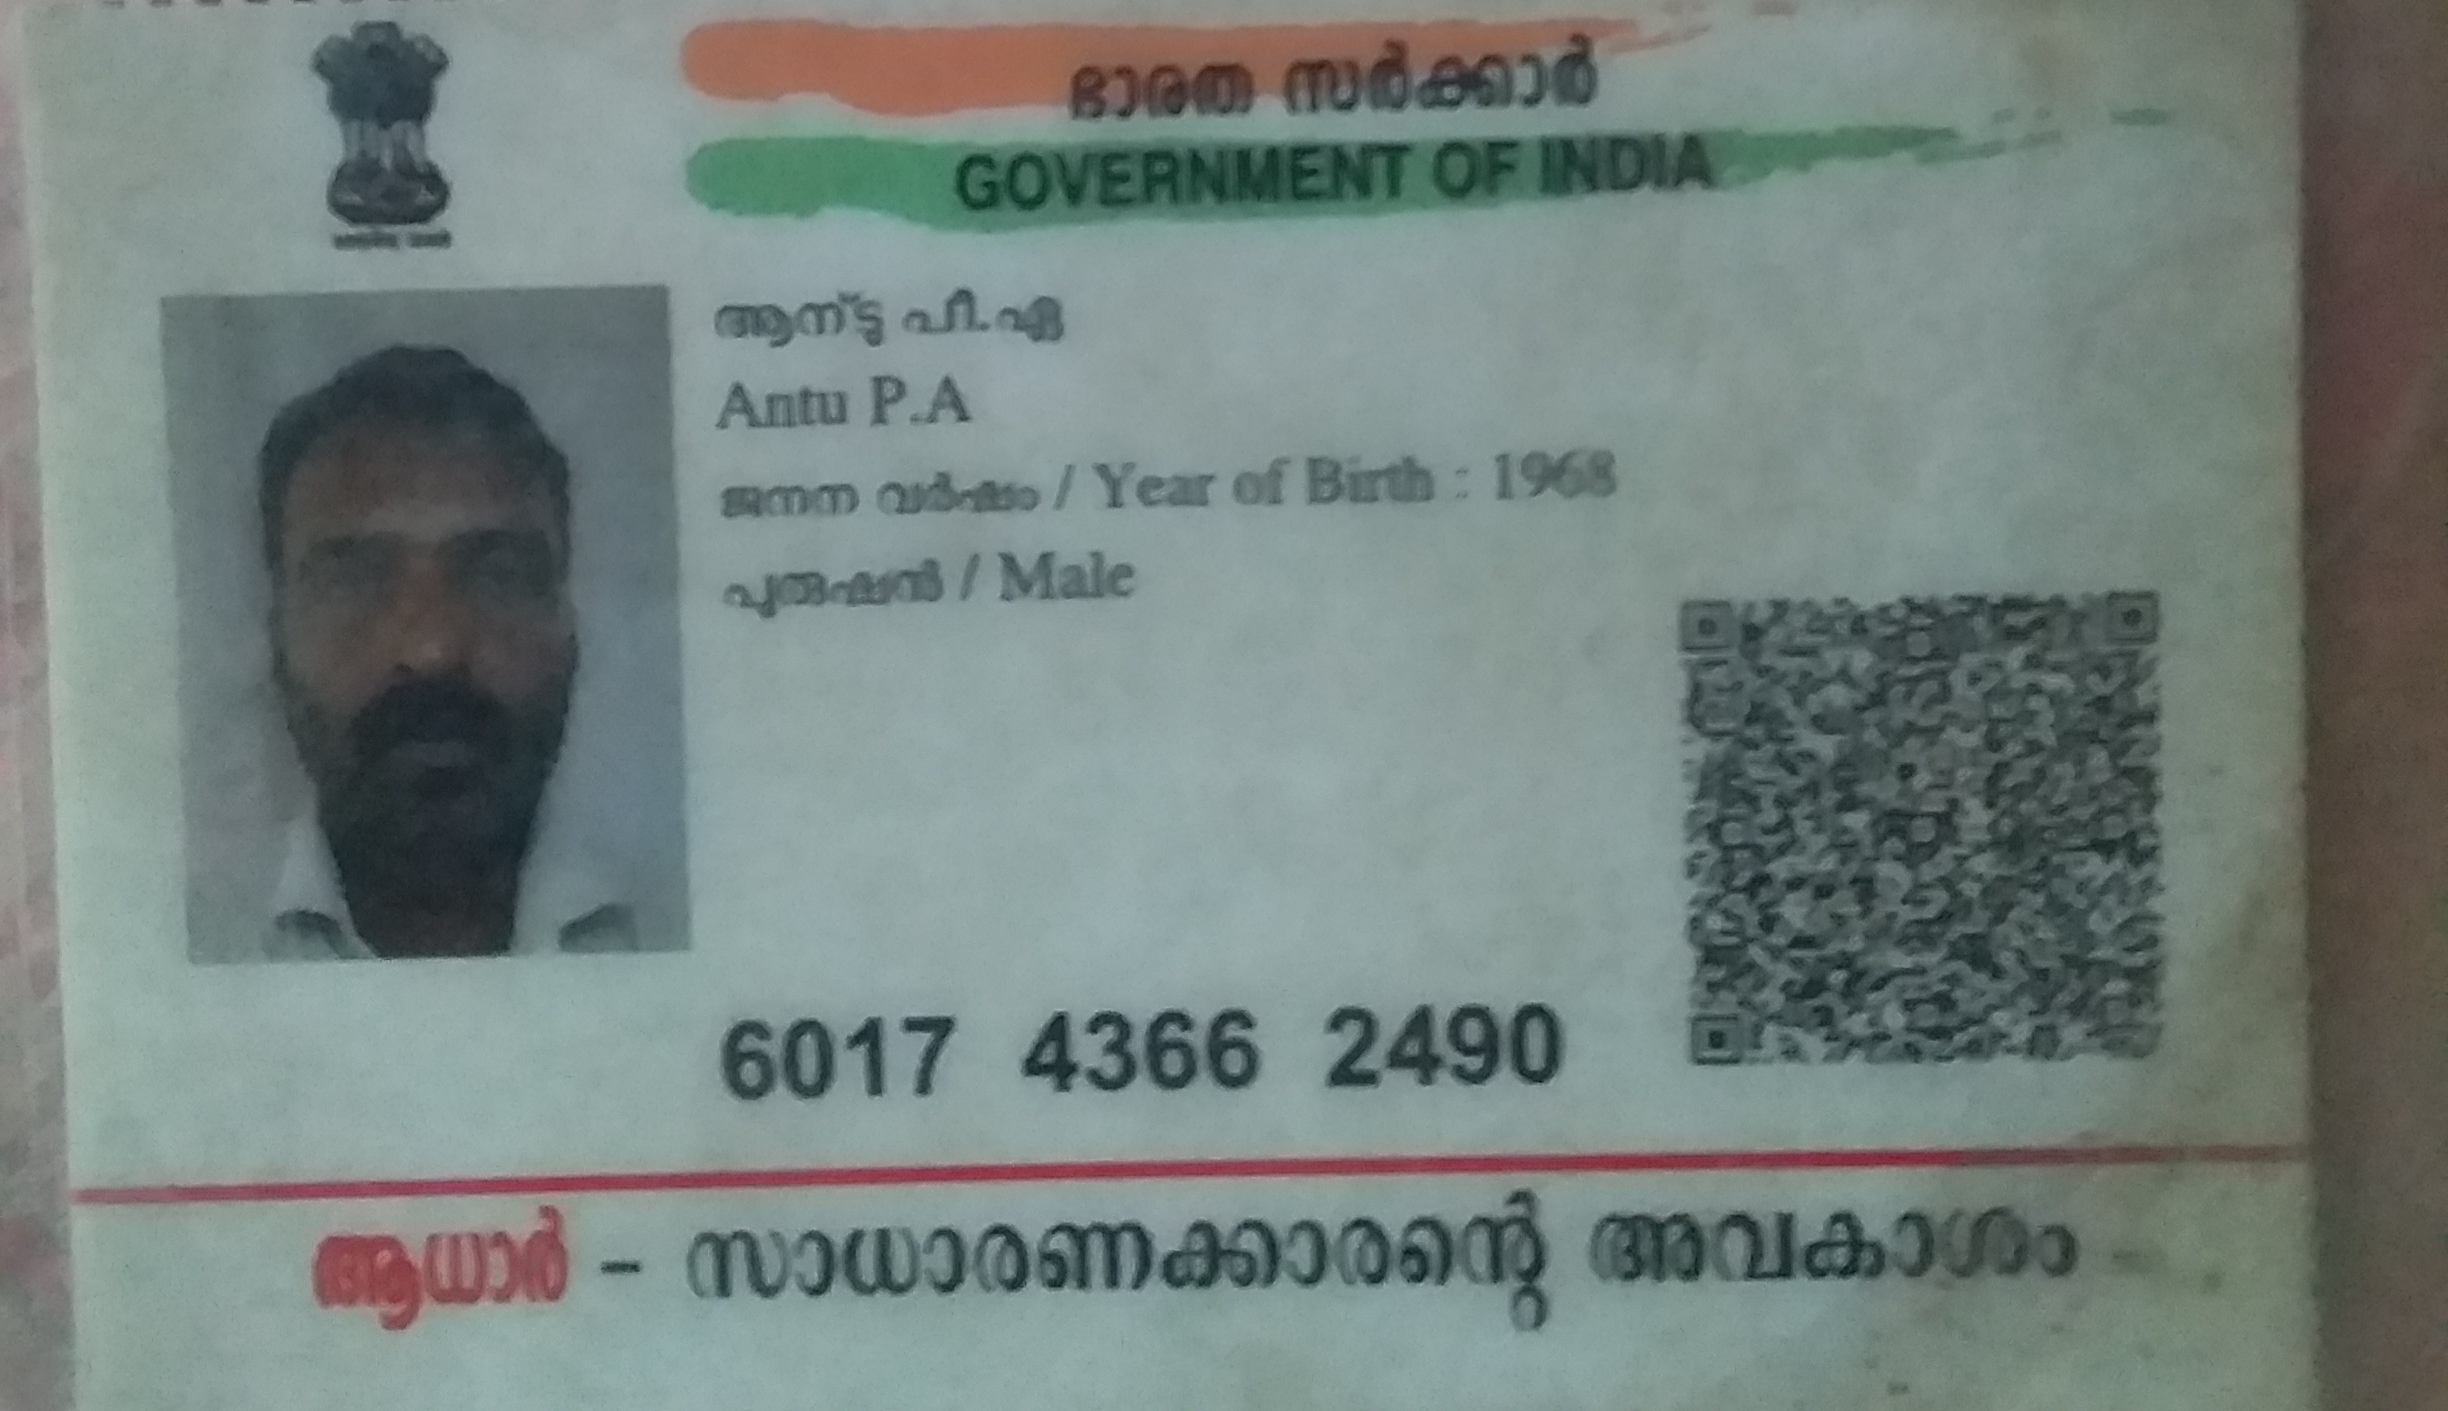 ഭാരത സർക്കാർ
GOVERNMENT OF INDIA
ആന്ടു പി.ഏ
Antu P.A
ജനന വർഷം / Year of Birth : 1968
പുരുഷൻ / Male
6017 4366 2490
ആധാർ – സാധാരണക്കാരന്റെ അവകാശം